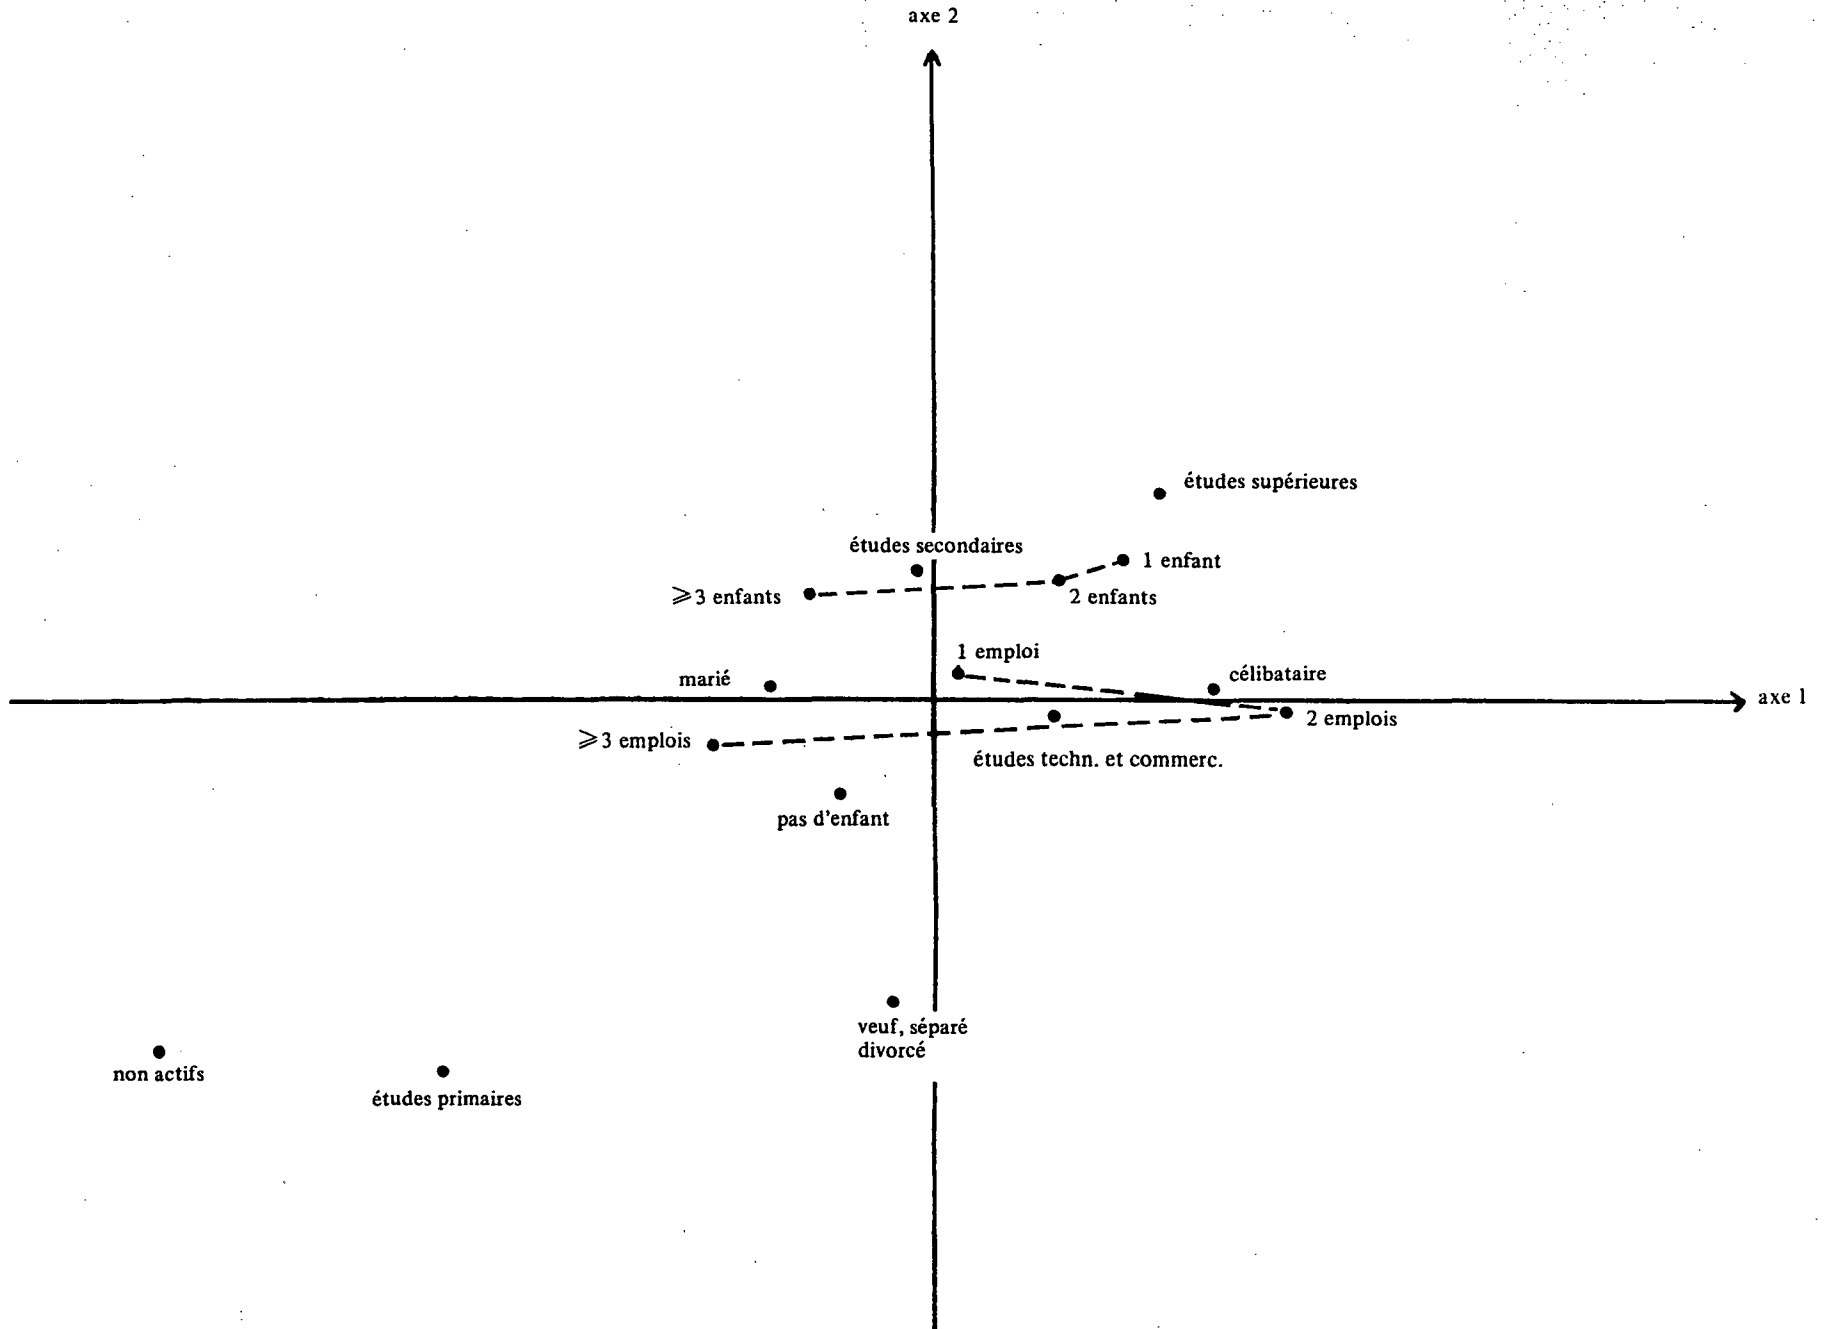 axe 2
études supérieures
études secondaires
1 enfant
≥3 enfants
2 enfants
1 emploi
marié
célibataire
axe 1
2 emplois
≥3 emplois
études techn. et commerc.
pas d'enfant
veuf, séparé
divorcé
non actifs
études primaires